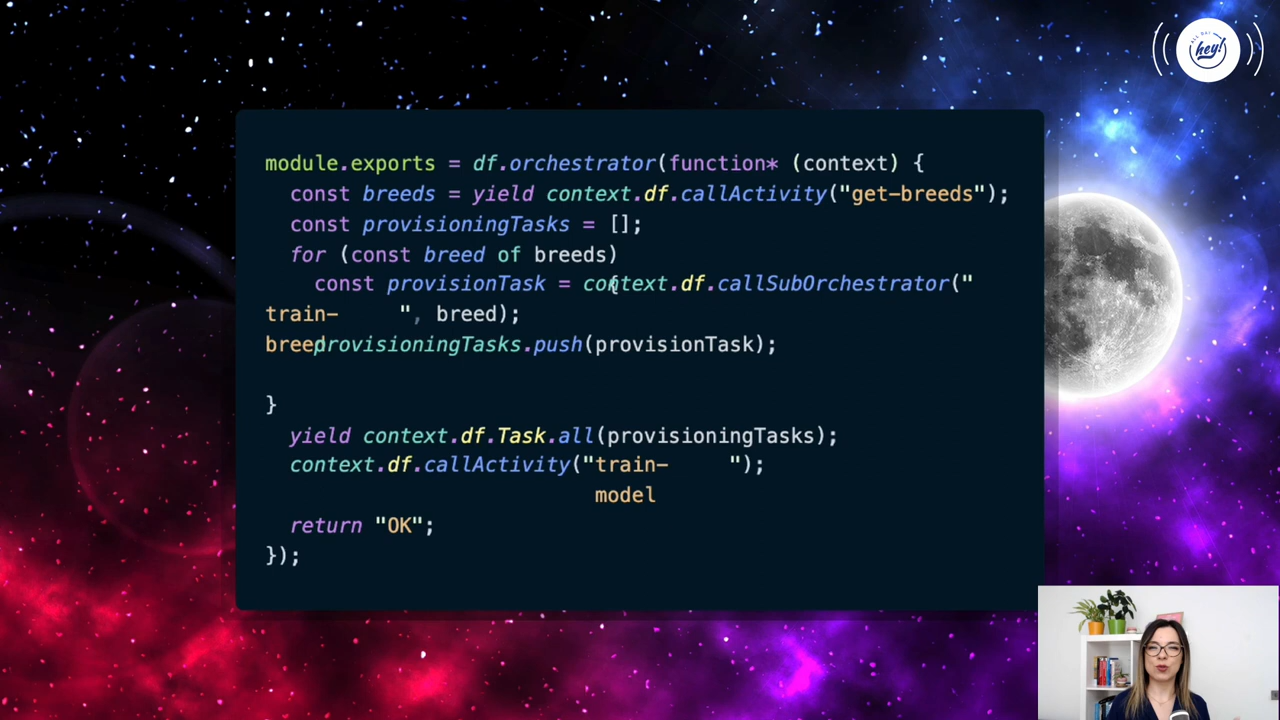 ALL DAY
hey!
module.exports = df.orchestrator(function* (context) {
const breeds = yield context.df.callActivity("get-breeds");
const provisioningTasks = [];
for (const breed of breeds)
const provisionTask = context.df.callSubOrchestrator("
train- ", breed);
breedprovisioningTasks.push(provisionTask);
}
yield context.df.Task.all(provisioningTasks);
context.df.callActivity("train- ");
model
return "OK";
});